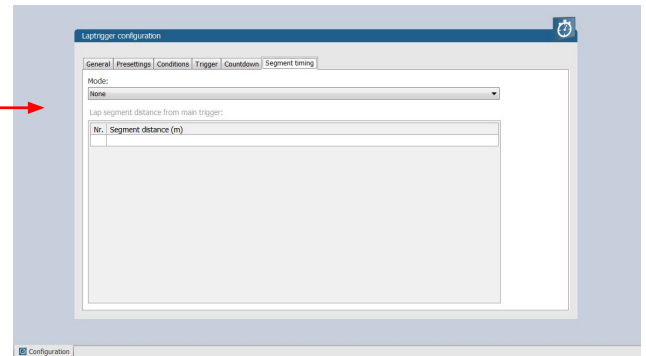 Laptrigger configuration
General Presettings Conditions Trigger Countdown Segment timing
Mode:
None
Lap segment distance from main trigger:
Nr. Segment distance (m)
Configuration